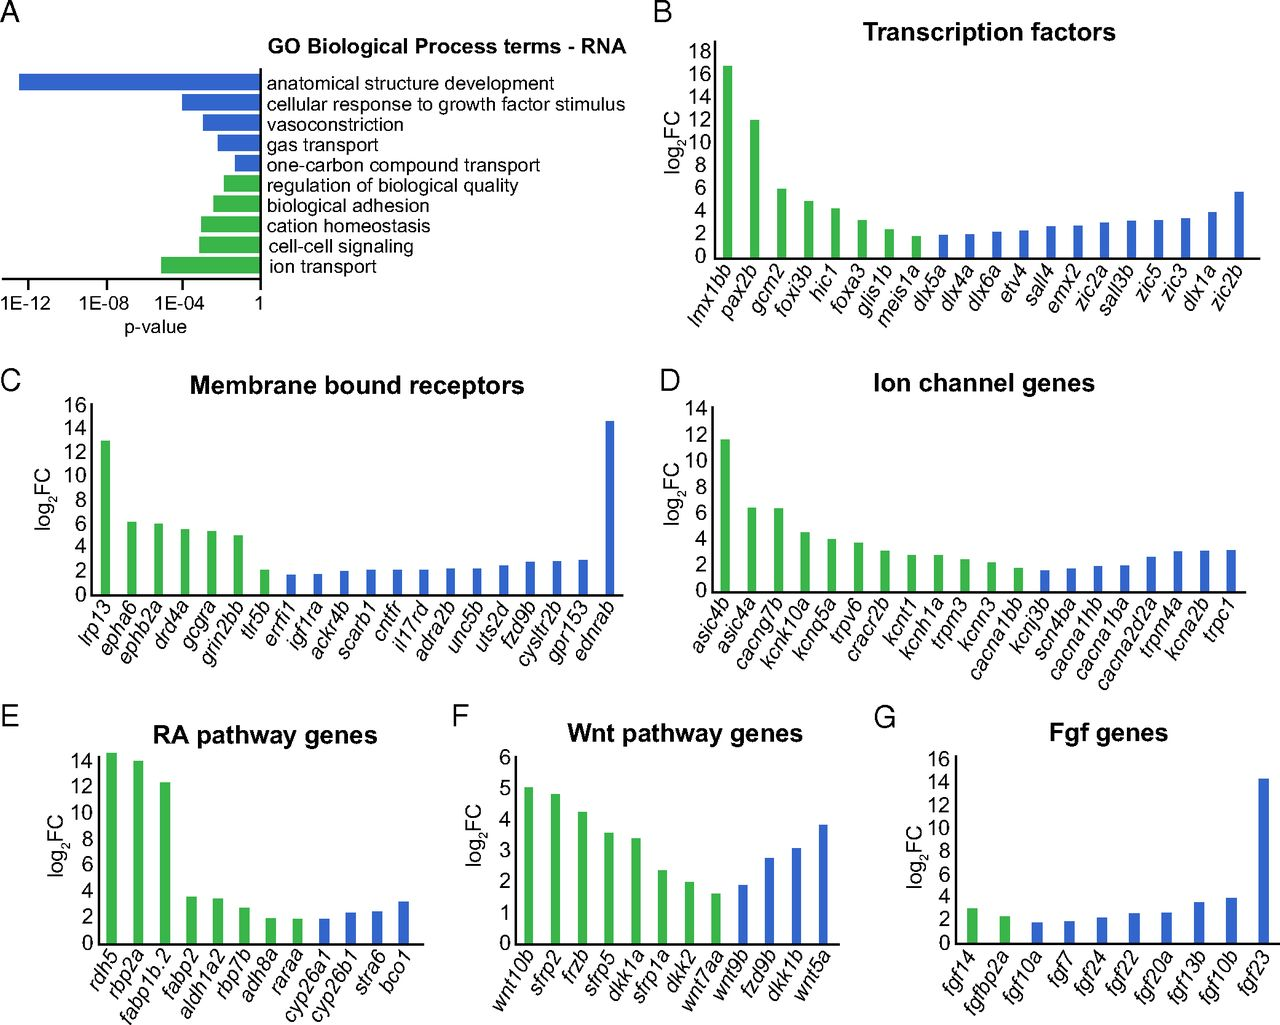 A
GO Biological Process terms - RNA
anatomical structure development
cellular response to growth factor stimulus
vasoconstriction
gas transport
one-carbon compound transport
regulation of biological quality
biological adhesion
cation homeostasis
cell-cell signaling
ion transport
1E-12 1E-08 1E-04 1
p-value
B
Transcription factors
18
16
14
12
10
8
6
4
2
0
log2FC
lmx1bb pax2b gcm2 foxi3b hic1 foxa3 glis1b meis1a dlx5a dlx4a dlx6a etv4 sall4 emx2 zic2a sall3b zic5 zic3 dlx1a zic2b
C
Membrane bound receptors
16
14
12
10
8
6
4
2
0
log2FC
lrp13 epha6 ephb2a drd4a gcgra grin2bb tlr5b errfi1 igf1ra ackr4b scarb1 cntfr il17rd adra2b unc5b uts2d fzd9b cysltr2b gpr153 ednrab
D
Ion channel genes
14
12
10
8
6
4
2
0
log2FC
asic4b asic4a cacng7b kcnk10a kcnq5a trpv6 cracr2b kcnt1 kcnh1a trpm3 kcnn3 cacna1bb kcnj3b scn4ba cacna1hb cacna1ba cacna2d2a trpm4a kcna2b trpc1
E
RA pathway genes
14
12
10
8
6
4
2
0
log2FC
rdh5 rbp2a fabp1b.2 fabp2 aldh1a2 rbp7b adh8a raraa cyp26a1 cyp26b1 stra6 bco1
F
Wnt pathway genes
6
5
4
3
2
1
0
log2FC
wnt10b sfrp2 frzb sfrp5 dkk1a sfrp1a dkk2 wnt7aa wnt9b fzd9b dkk1b wnt5a
G
Fgf genes
16
14
12
10
8
6
4
2
0
log2FC
fgf14 fgfbp2a fgf10a fgf7 fgf24 fgf22 fgf20a fgf13b fgf10b fgf23